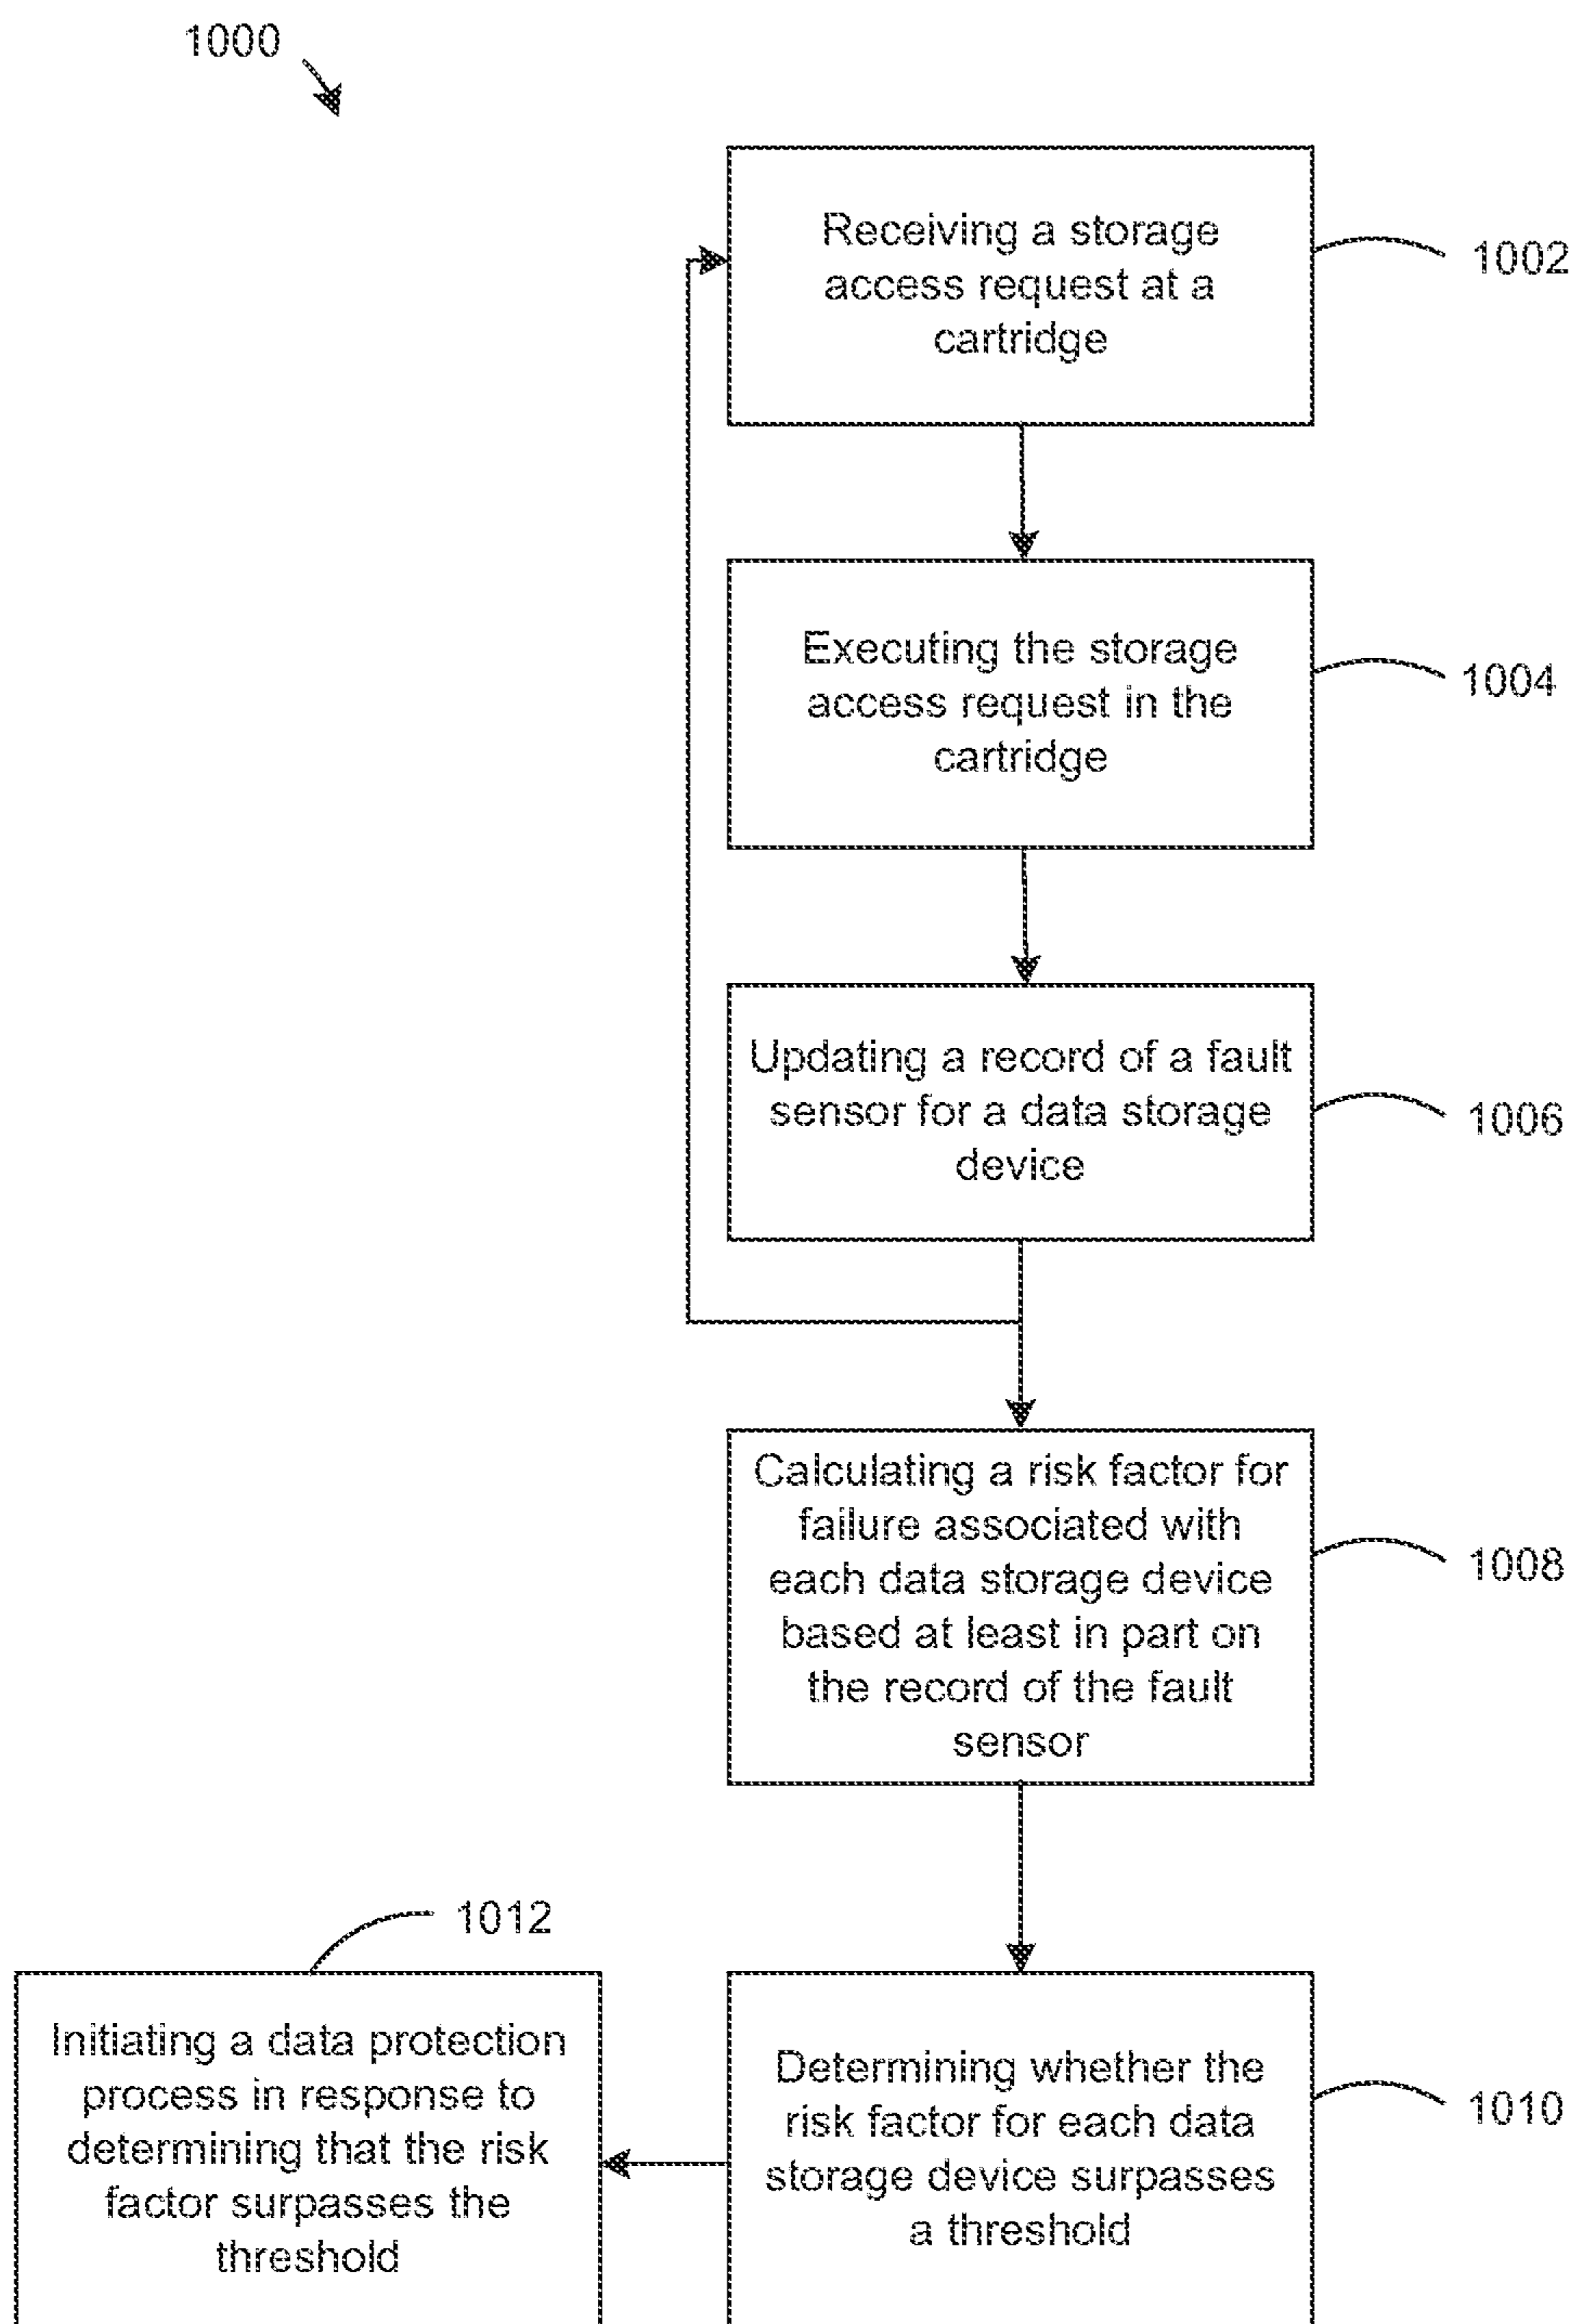 1000
Receiving a storage
access request at a
cartridge
1002
Executing the storage
access request in the
cartridge
1004
Updating a record of a fault
sensor for a data storage
device
1006
Calculating a risk factor for
failure associated with
each data storage device
based at least in part on
the record of the fault
sensor
1008
Determining whether the
risk factor for each data
storage device surpasses
a threshold
1010
1012
Initiating a data protection
process in response to
determining that the risk
factor surpasses the
threshold